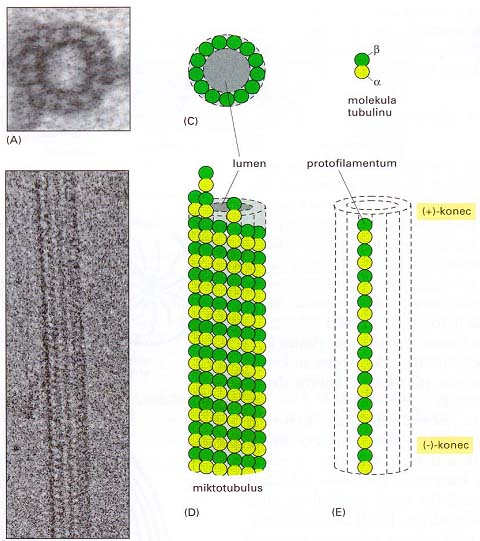 (A)
(C)
β
α
molekula
tubulinu
lumen
protofilamentum
(+)-konec
(-)-konec
miktotubulus
(D)
(E)